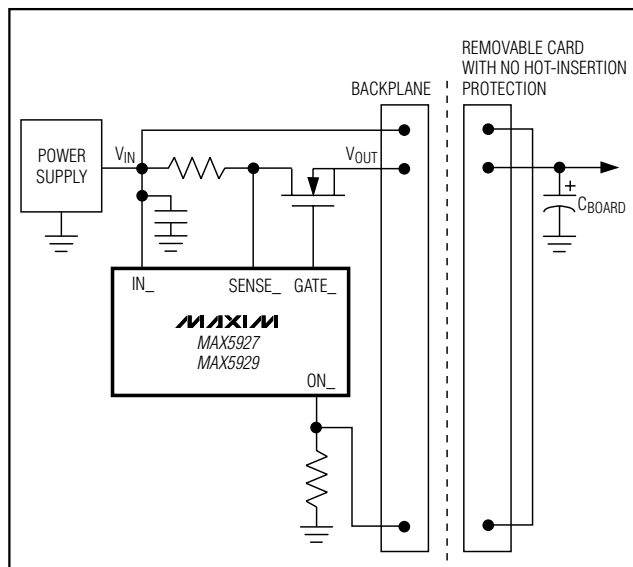 REMOVABLE CARD
WITH NO HOT-INSERTION
PROTECTION
BACKPLANE
POWER
SUPPLY
VIN
VOUT
+
CBOARD
IN_
SENSE_
GATE_
MAXIM
MAX5927
MAX5929
ON_